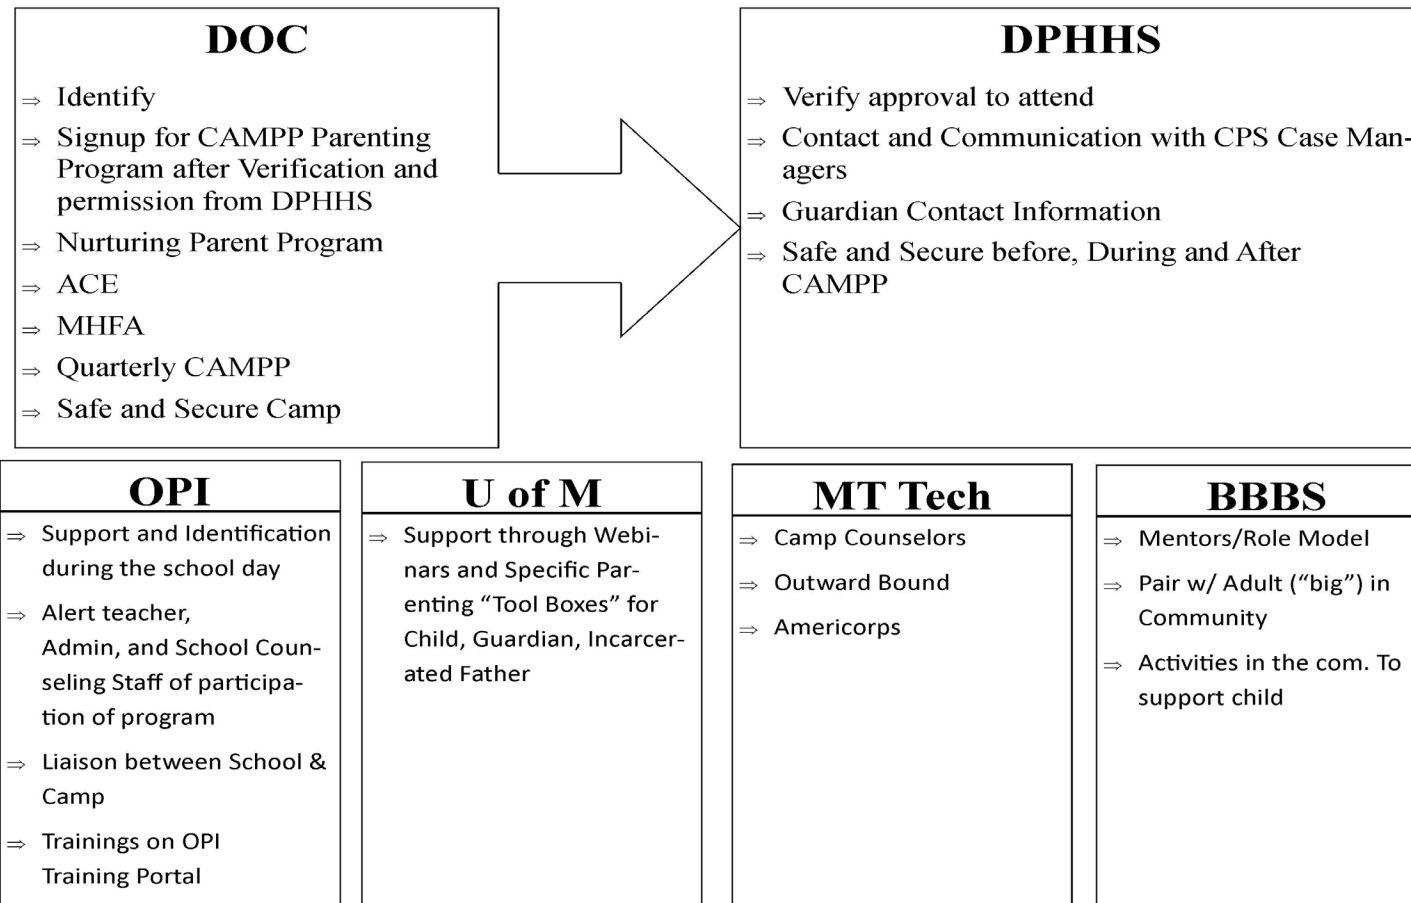 DOC
⇒ Identify
⇒ Signup for CAMPP Parenting
Program after Verification and
permission from DPHHS
⇒ Nurturing Parent Program
⇒ ACE
⇒ MHFA
⇒ Quarterly CAMPP
⇒ Safe and Secure Camp
DPHHS
⇒ Verify approval to attend
⇒ Contact and Communication with CPS Case Man-
agers
⇒ Guardian Contact Information
⇒ Safe and Secure before, During and After
CAMPP
OPI
⇒ Support and Identification
during the school day
⇒ Alert teacher,
Admin, and School Coun-
seling Staff of participa-
tion of program
⇒ Liaison between School &
Camp
⇒ Trainings on OPI
Training Portal
U of M
⇒ Support through Webi-
nars and Specific Par-
enting “Tool Boxes” for
Child, Guardian, Incarcer-
ated Father
MT Tech
⇒ Camp Counselors
⇒ Outward Bound
⇒ Americorps
BBBS
⇒ Mentors/Role Model
⇒ Pair w/ Adult (“big”) in
Community
⇒ Activities in the com. To
support child